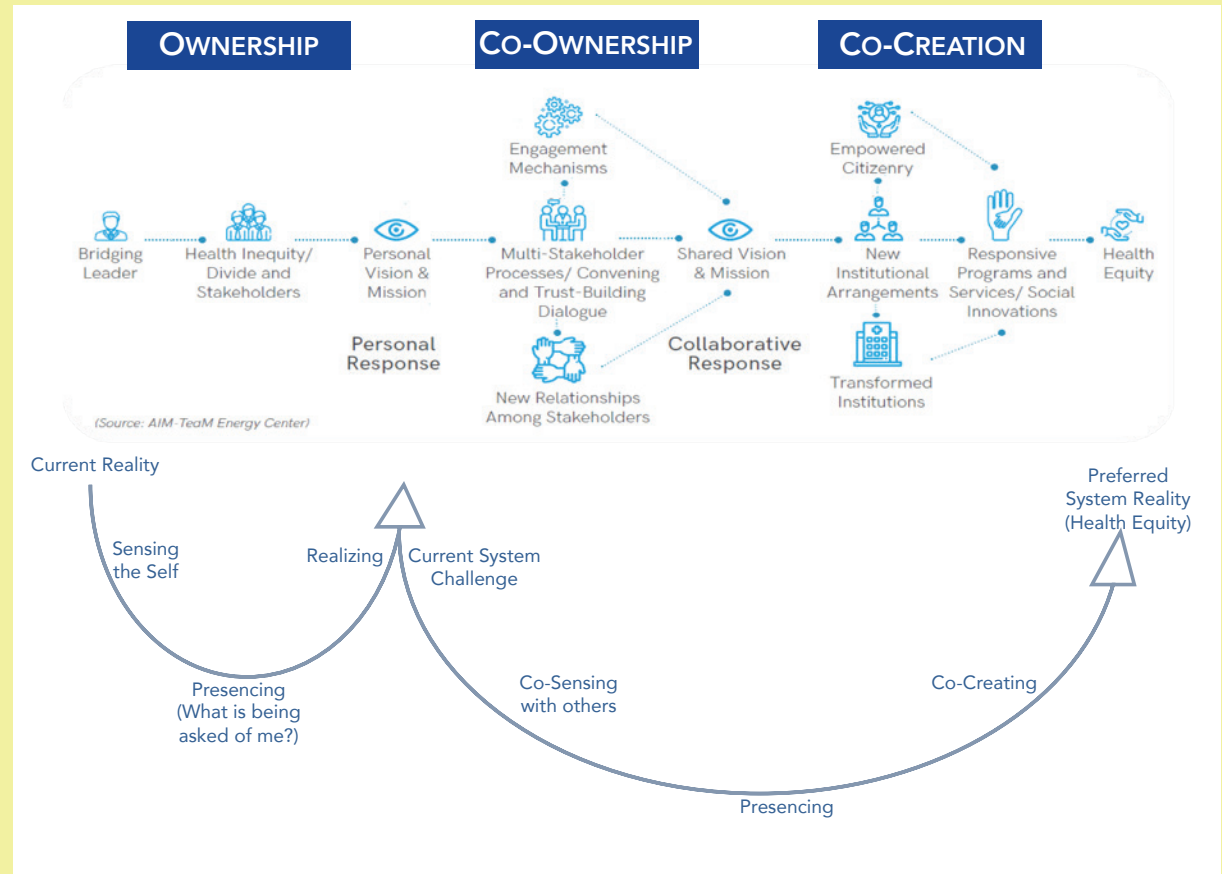 OWNERSHIP
CO-OWNERSHIP
CO-CREATION
Engagement
Mechanisms
Empowered
Citizenry
Bridging
Leader
Health Inequity/
Divide and
Stakeholders
Personal
Vision &
Mission
Multi-Stakeholder
Processes/ Convening
and Trust-Building
Dialogue
Shared Vision
& Mission
New
Institutional
Arrangements
Responsive
Programs and
Services/ Social
Innovations
Health
Equity
Personal
Response
Collaborative
Response
New Relationships
Among Stakeholders
Transformed
Institutions
(Source: AIM-TeaM Energy Center)
Current Reality
Preferred
System Reality
(Health Equity)
Sensing
the Self
Realizing
Current System
Challenge
Presencing
(What is being
asked of me?)
Co-Sensing
with others
Co-Creating
Presencing